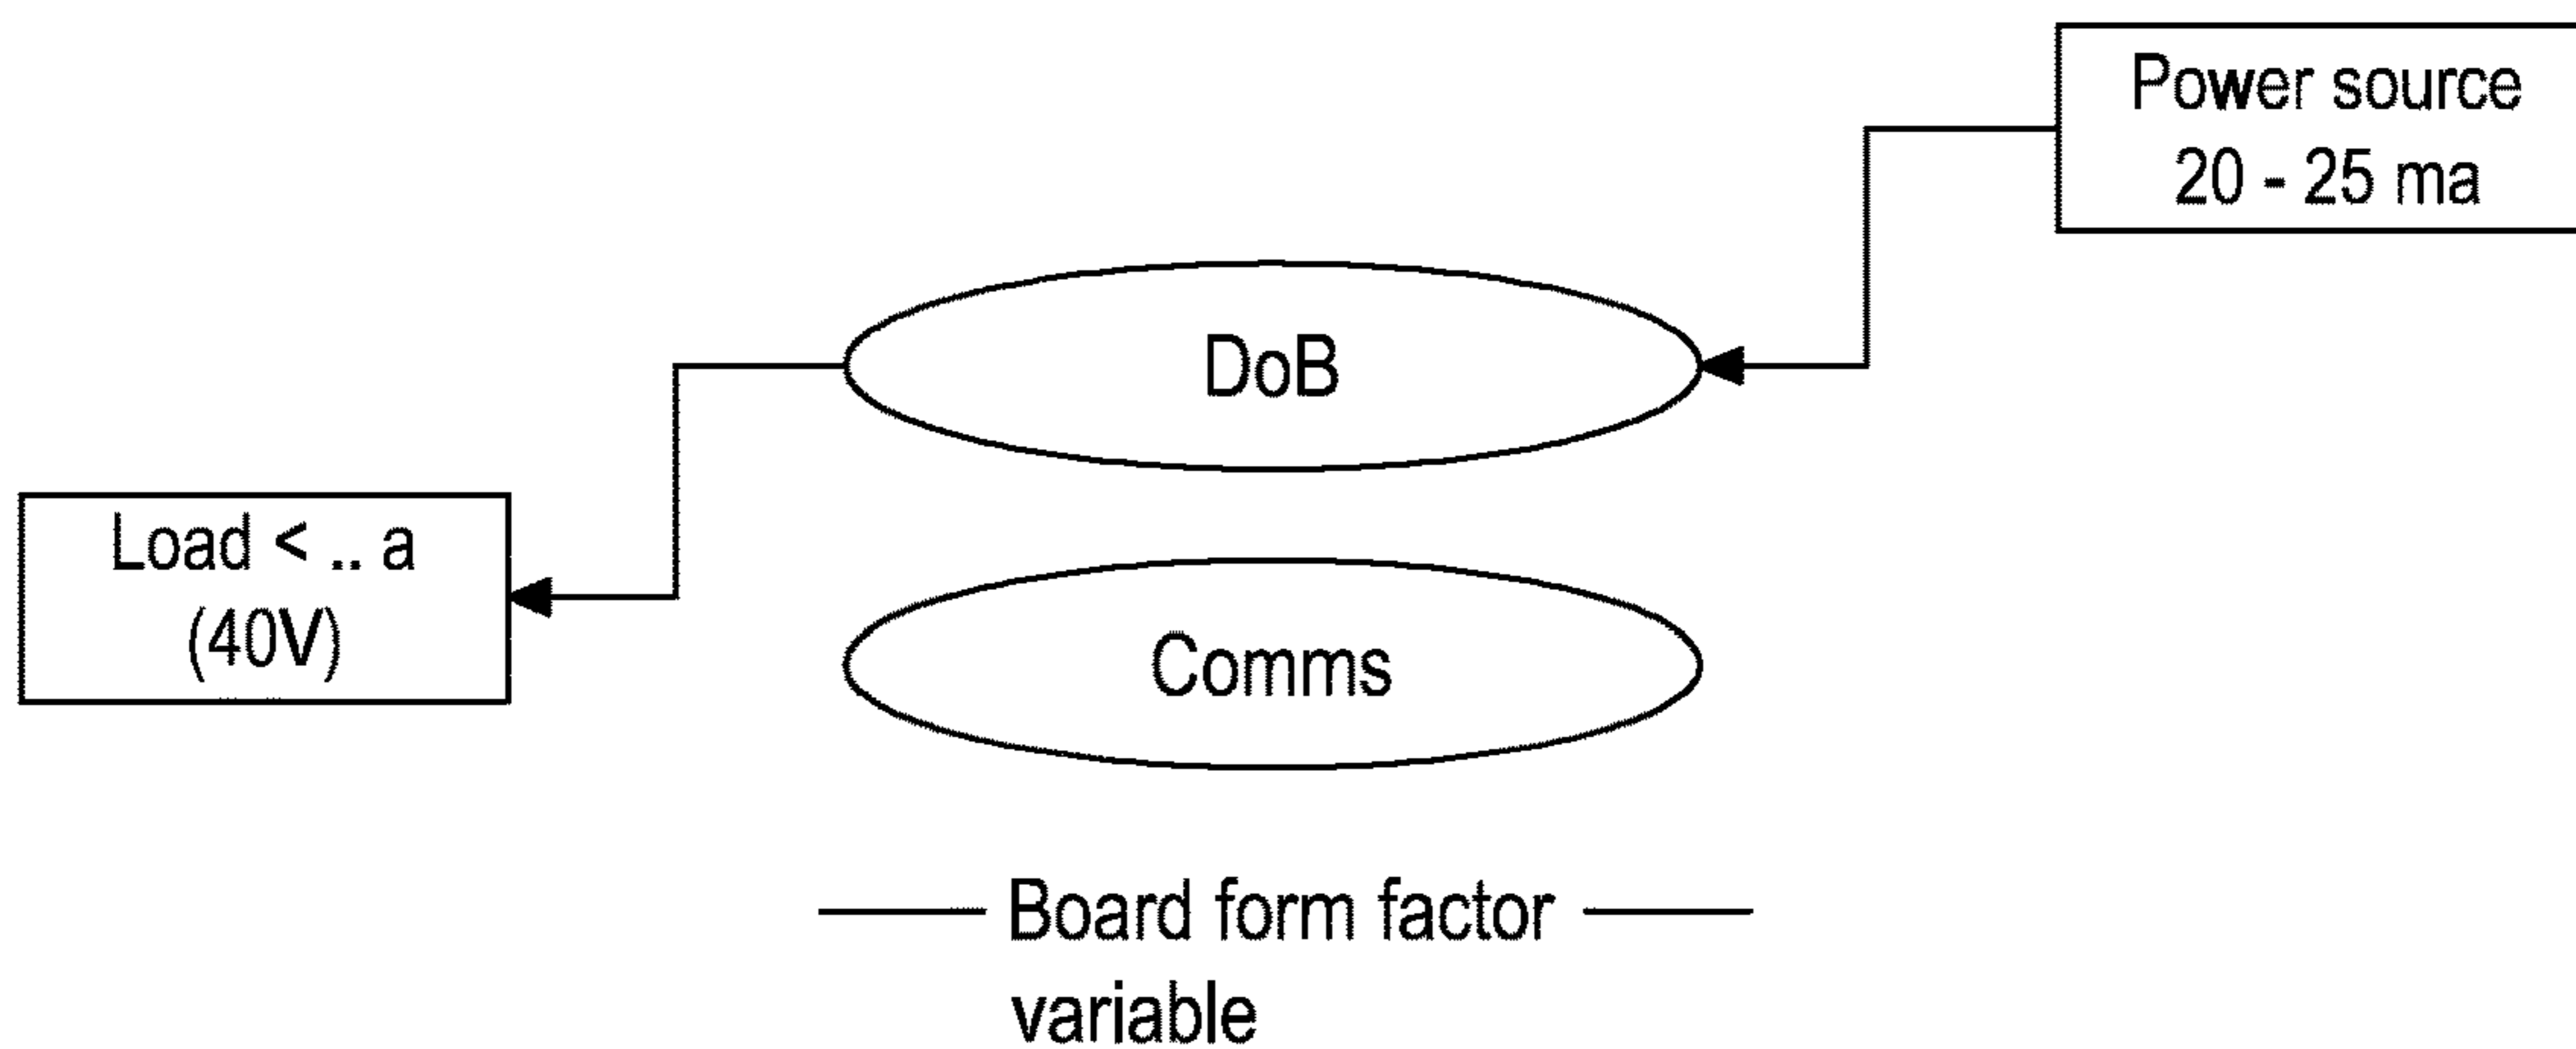 Power source
20 - 25 ma
DoB
Load < .. a
(40V)
Comms
Board form factor
variable